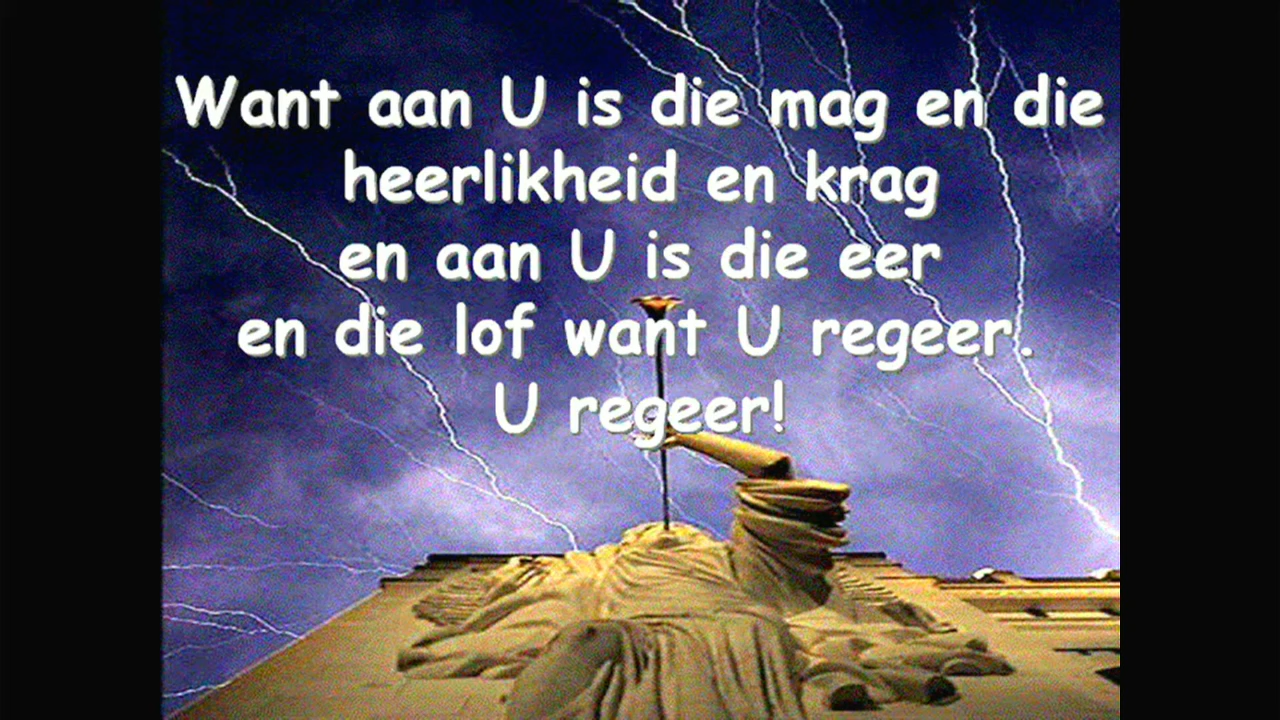 Want aan U is die mag en die
heerlikheid en krag
en aan U is die eer
en die lof want U regeer.
U regeer!